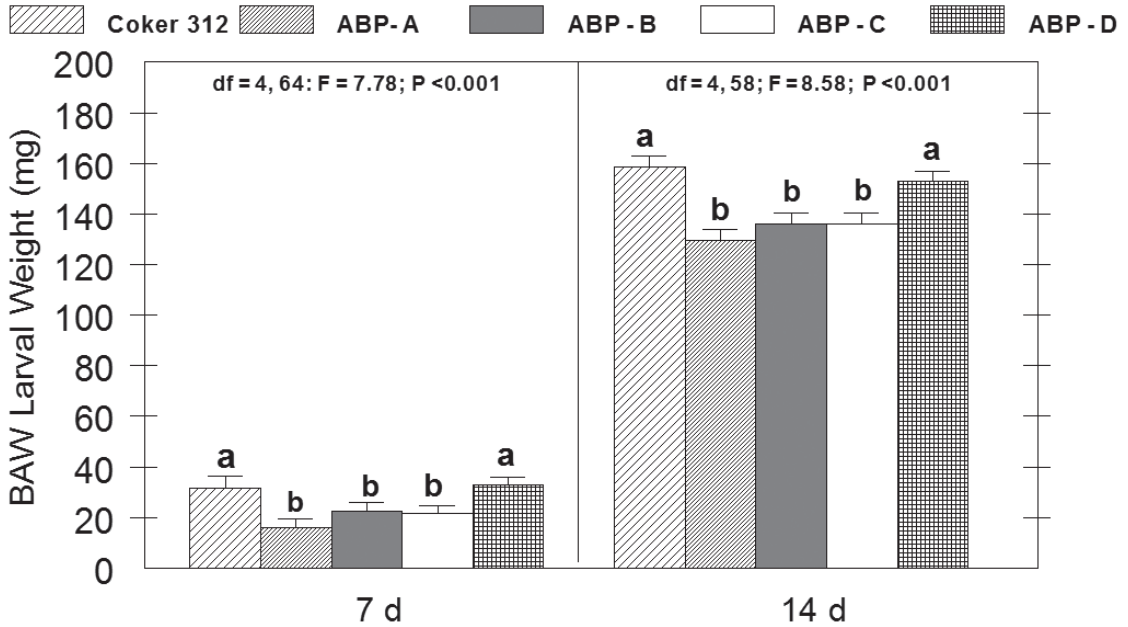 Coker 312 ABP - A ABP - B ABP - C ABP - D
df = 4, 64: F = 7.78; P <0.001
df = 4, 58; F = 8.58; P <0.001
BAW Larval Weight (mg)
200
180
160
140
120
100
80
60
40
20
0
a b b b a
a b b b a
7 d 14 d